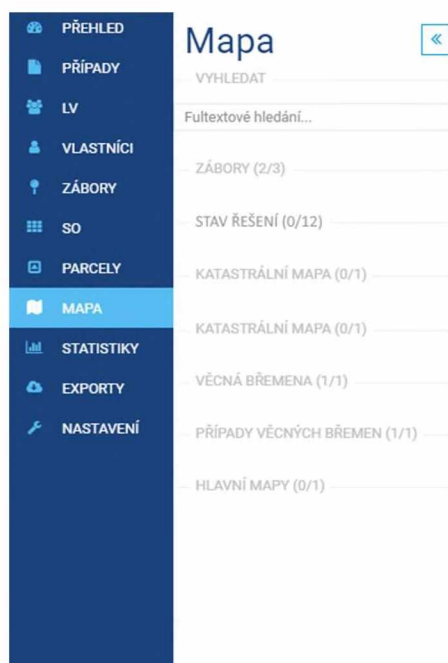 PŘEHLED
PŘÍPADY
LV
VLASTNÍCI
ZÁBORY
SO
PARCELY
MAPA
STATISTIKY
EXPORTY
NASTAVENÍ
Mapa
VYHLEDAT
Fultextové hledání...
ZÁBORY (2/3)
STAV ŘEŠENÍ (0/12)
KATASTRÁLNÍ MAPA (0/1)
KATASTRÁLNÍ MAPA (0/1)
VĚCNÁ BŘEMENA (1/1)
PŘÍPADY VĚCNÝCH BŘEMEN (1/1)
HLAVNÍ MAPY (0/1)